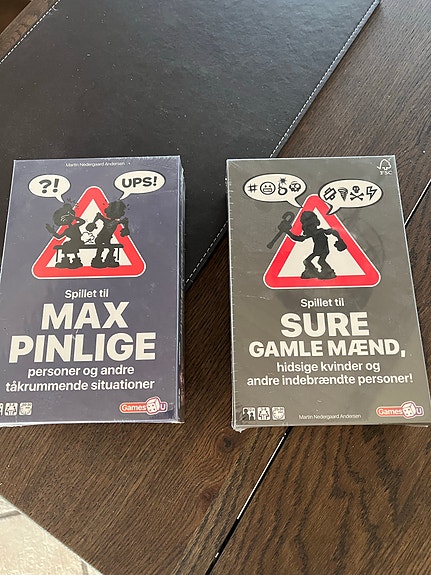 Martin Nedergaard Andersen
?!
UPS!
Spillet til
MAX
PINLIGE
personer og andre
tåkrummende situationer
Games4U
FSC
Spillet til
SURE
GAMLE MÆND,
hidsige kvinder og
andre indebrændte personer!
Martin Nedergaard Andersen
Games4U